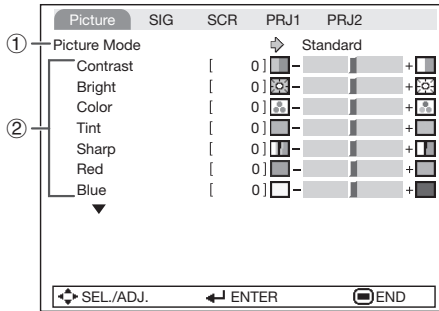 Picture SIG SCR PRJ1 PRJ2
① Picture Mode Standard
② Contrast [ 0 ] - +
Bright [ 0 ] - +
Color [ 0 ] - +
Tint [ 0 ] - +
Sharp [ 0 ] - +
Red [ 0 ] - +
Blue [ 0 ] - +
SEL./ADJ. ENTER END